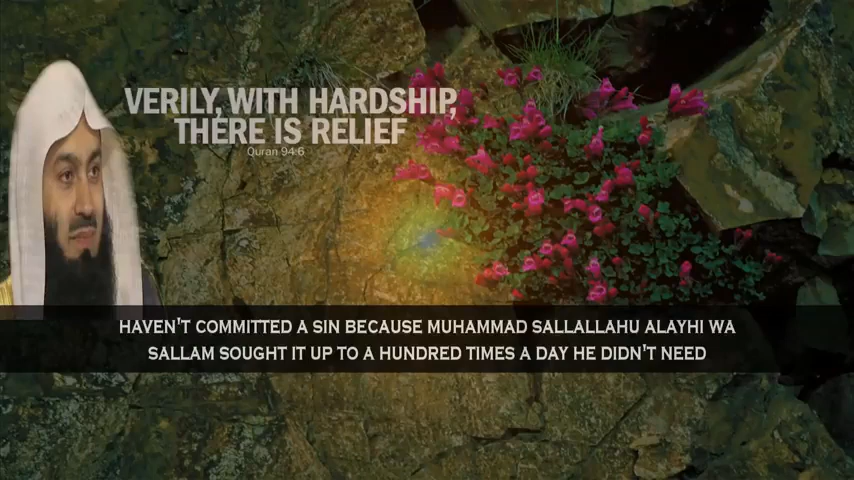 VERILY, WITH HARDSHIP,
THERE IS RELIEF
Quran 94:6
HAVEN'T COMMITTED A SIN BECAUSE MUHAMMAD SALLALLAHU ALAYHI WA
SALLAM SOUGHT IT UP TO A HUNDRED TIMES A DAY HE DIDN'T NEED